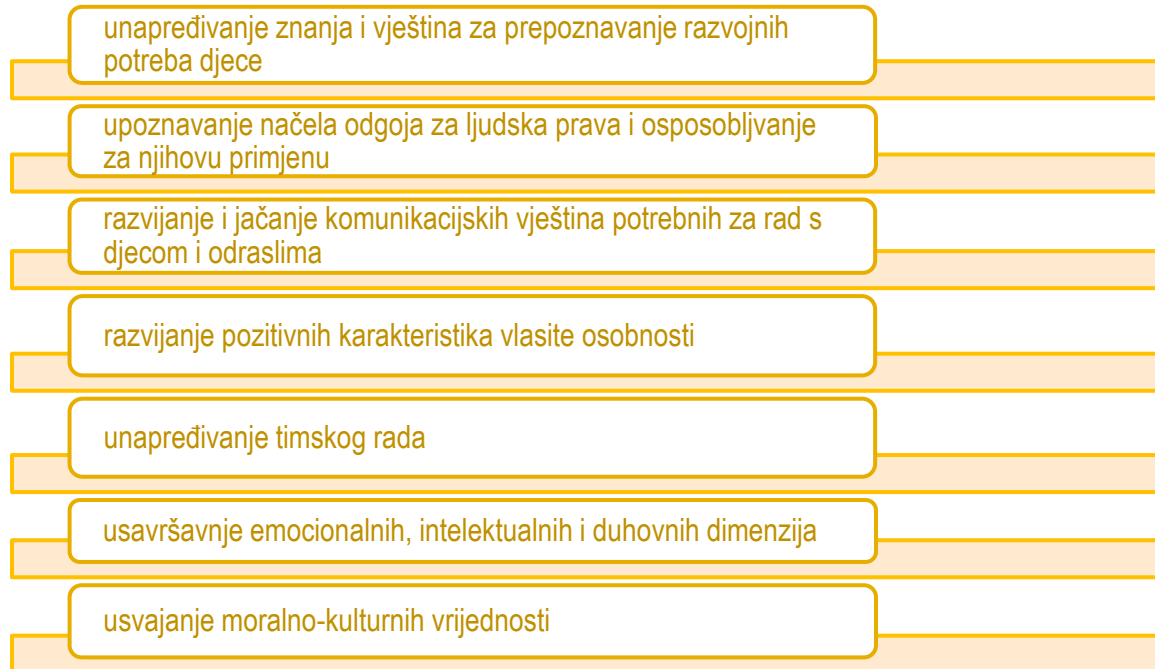 unapređivanje znanja i vještina za prepoznavanje razvojnih
potreba djece
upoznavanje načela odgoja za ljudska prava i osposobljvanje
za njihovu primjenu
razvijanje i jačanje komunikacijskih vještina potrebnih za rad s
djecom i odraslima
razvijanje pozitivnih karakteristika vlasite osobnosti
unapređivanje timskog rada
usavršavnje emocionalnih, intelektualnih i duhovnih dimenzija
usvajanje moralno-kulturnih vrijednosti